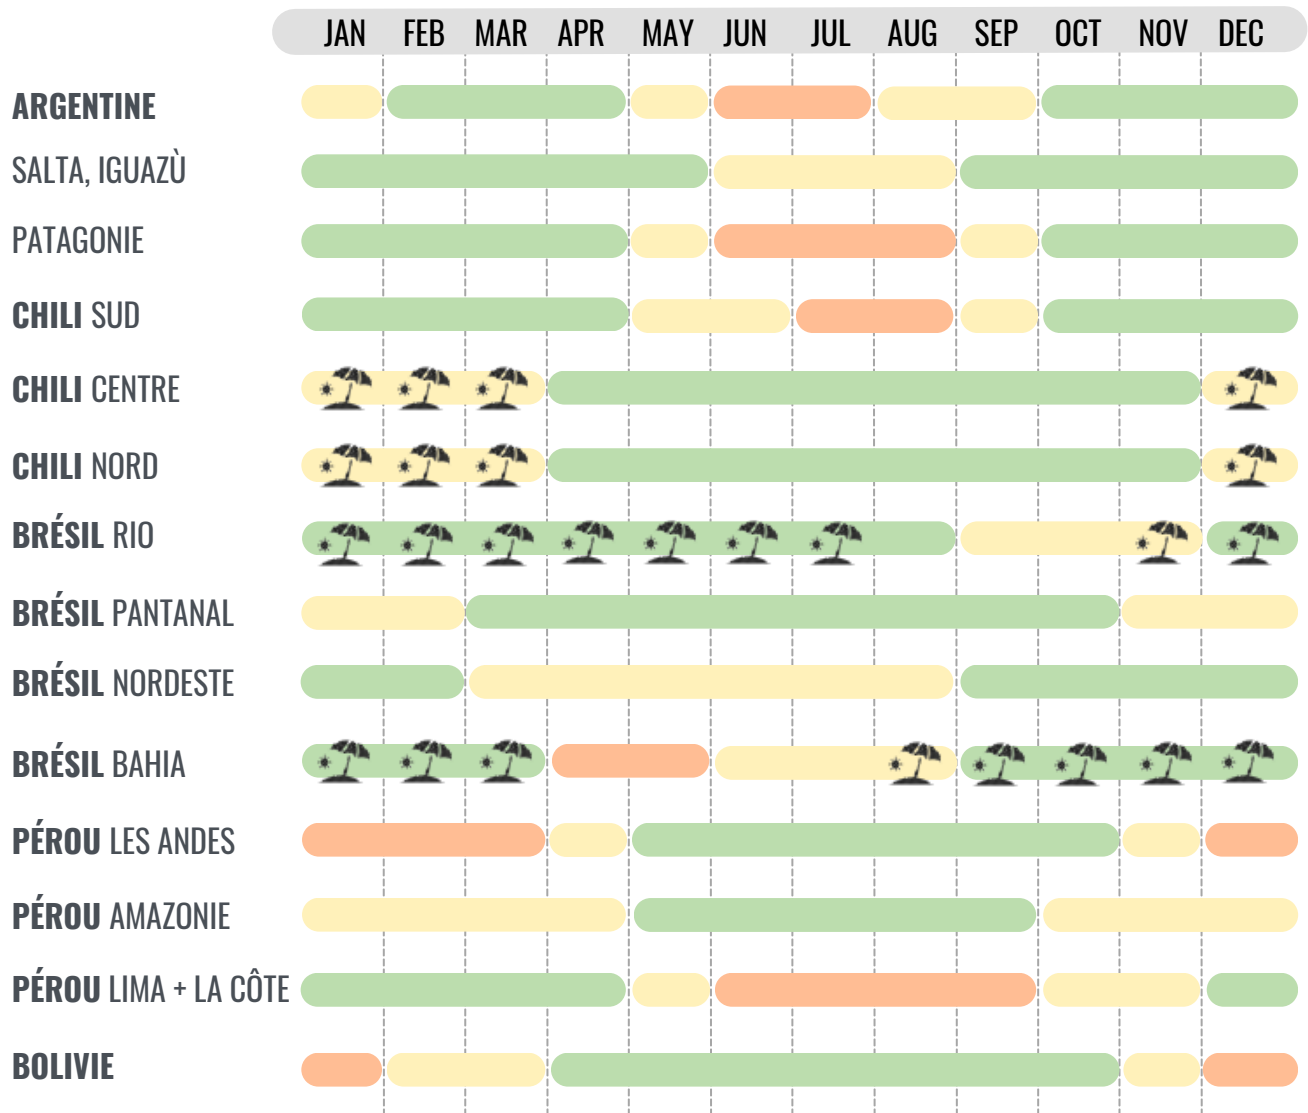 JAN FEB MAR APR MAY JUN JUL AUG SEP OCT NOV DEC
ARGENTINE
SALTA, IGUAZÙ
PATAGONIE
CHILI SUD
CHILI CENTRE
CHILI NORD
BRÉSIL RIO
BRÉSIL PANTANAL
BRÉSIL NORDESTE
BRÉSIL BAHIA
PÉROU LES ANDES
PÉROU AMAZONIE
PÉROU LIMA + LA CÔTE
BOLIVIE